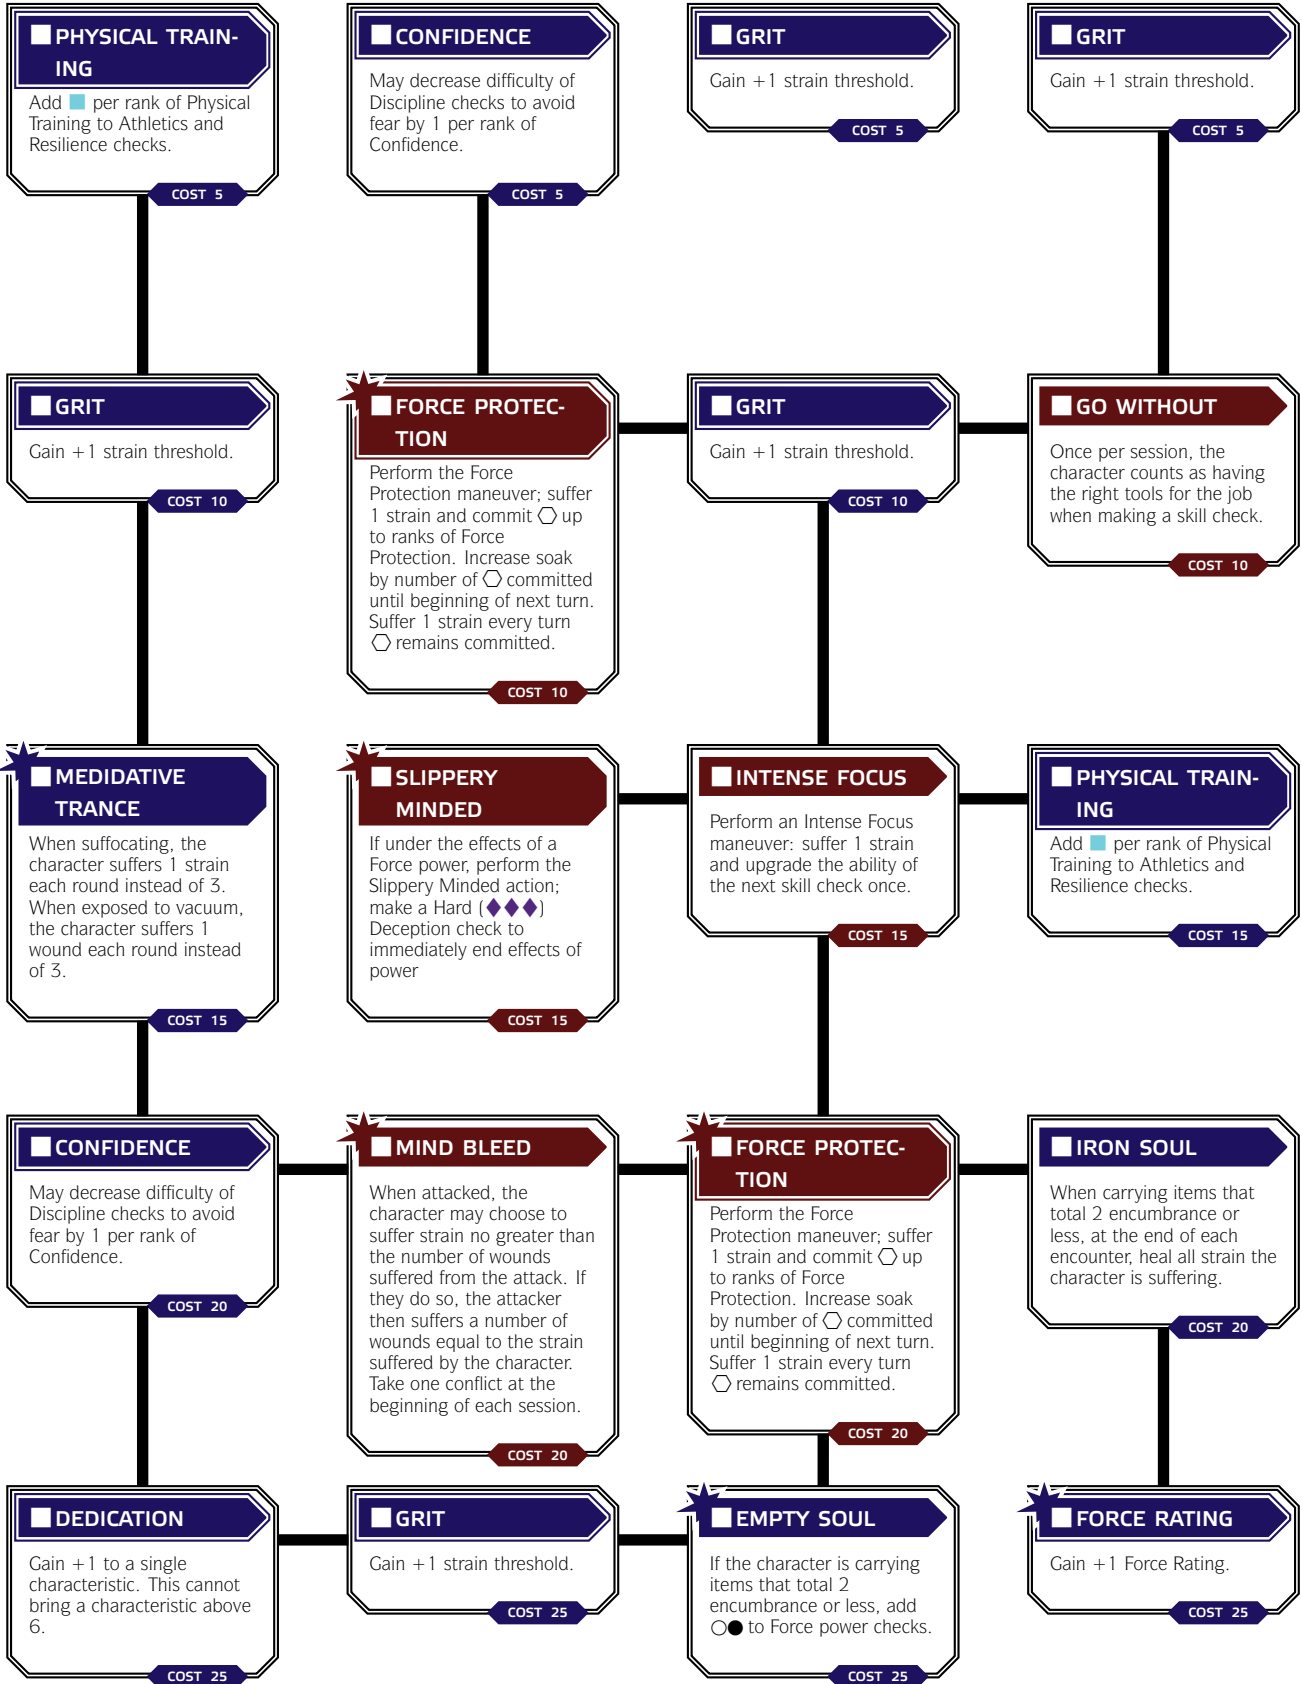 PHYSICAL TRAIN-
ING
Add per rank of Physical
Training to Athletics and
Resilience checks.
COST 5
CONFIDENCE
May decrease difficulty of
Discipline checks to avoid
fear by 1 per rank of
Confidence.
COST 5
GRIT
Gain +1 strain threshold.
COST 5
GRIT
Gain +1 strain threshold.
COST 5
GRIT
Gain +1 strain threshold.
COST 10
FORCE PROTEC-
TION
Perform the Force
Protection maneuver; suffer
1 strain and commit up
to ranks of Force
Protection. Increase soak
by number of committed
until beginning of next turn.
Suffer 1 strain every turn
remains committed.
COST 10
GRIT
Gain +1 strain threshold.
COST 10
GO WITHOUT
Once per session, the
character counts as having
the right tools for the job
when making a skill check.
COST 10
MEDIDATIVE
TRANCE
When suffocating, the
character suffers 1 strain
each round instead of 3.
When exposed to vacuum,
the character suffers 1
wound each round instead
of 3.
COST 15
SLIPPERY
MINDED
If under the effects of a
Force power, perform the
Slippery Minded action;
make a Hard (◆◆◆)
Deception check to
immediately end effects of
power
COST 15
INTENSE FOCUS
Perform an Intense Focus
maneuver: suffer 1 strain
and upgrade the ability of
the next skill check once.
COST 15
PHYSICAL TRAIN-
ING
Add per rank of Physical
Training to Athletics and
Resilience checks.
COST 15
CONFIDENCE
May decrease difficulty of
Discipline checks to avoid
fear by 1 per rank of
Confidence.
COST 20
MIND BLEED
When attacked, the
character may choose to
suffer strain no greater than
the number of wounds
suffered from the attack. If
they do so, the attacker
then suffers a number of
wounds equal to the strain
suffered by the character.
Take one conflict at the
beginning of each session.
COST 20
FORCE PROTEC-
TION
Perform the Force
Protection maneuver; suffer
1 strain and commit up
to ranks of Force
Protection. Increase soak
by number of committed
until beginning of next turn.
Suffer 1 strain every turn
remains committed.
COST 20
IRON SOUL
When carrying items that
total 2 encumbrance or
less, at the end of each
encounter, heal all strain the
character is suffering.
COST 20
DEDICATION
Gain +1 to a single
characteristic. This cannot
bring a characteristic above
6.
COST 25
GRIT
Gain +1 strain threshold.
COST 25
EMPTY SOUL
If the character is carrying
items that total 2
encumbrance or less, add
○● to Force power checks.
COST 25
FORCE RATING
Gain +1 Force Rating.
COST 25